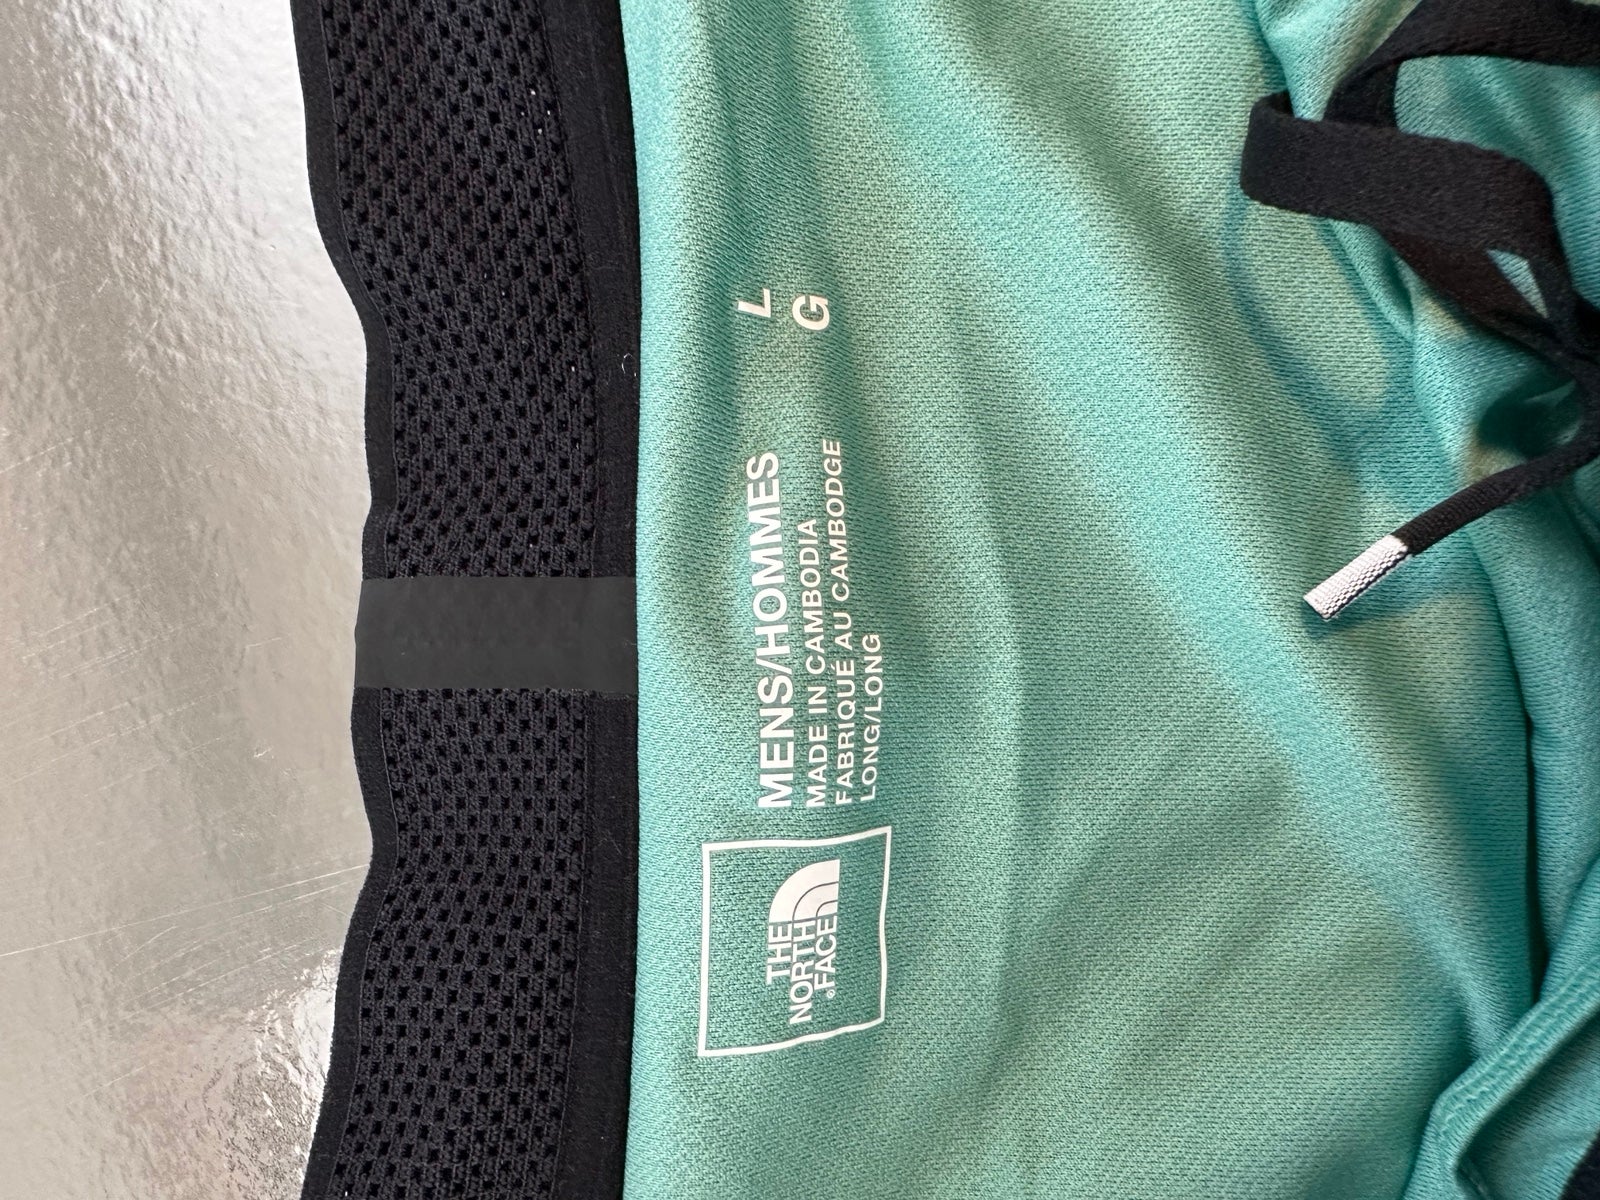 L
G
MENS/HOMMES
MADE IN CAMBODIA
FABRIQUÉ AU CAMBODGE
LONG/LONG
THE
NORTH
FACE